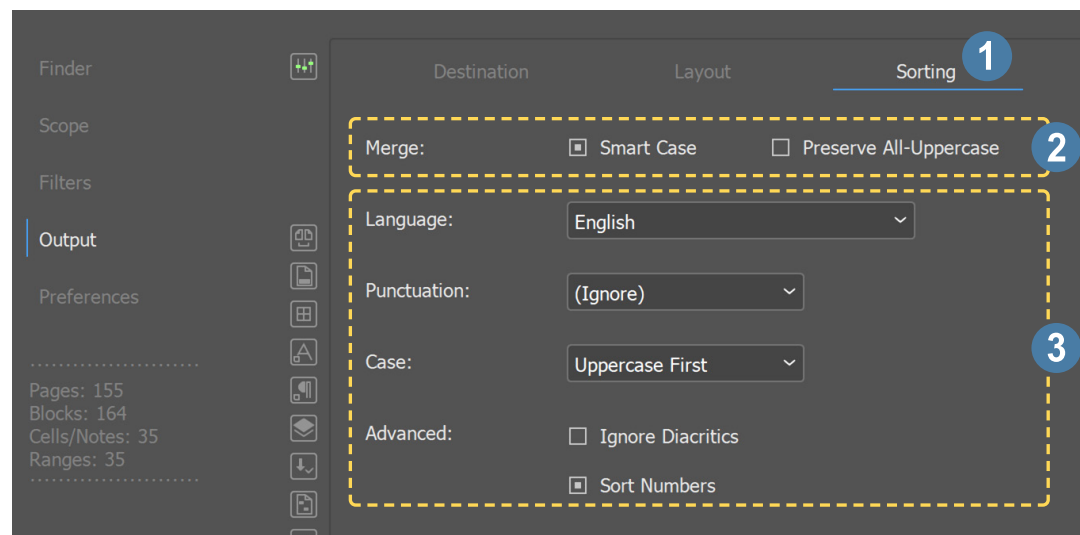 Finder
Scope
Filters
Output
Preferences
Pages: 155
Blocks: 164
Cells/Notes: 35
Ranges: 35
Destination Layout Sorting 1
Merge: Smart Case Preserve All-Uppercase 2
Language: English
Punctuation: (Ignore)
Case: Uppercase First 3
Advanced: Ignore Diacritics
Sort Numbers